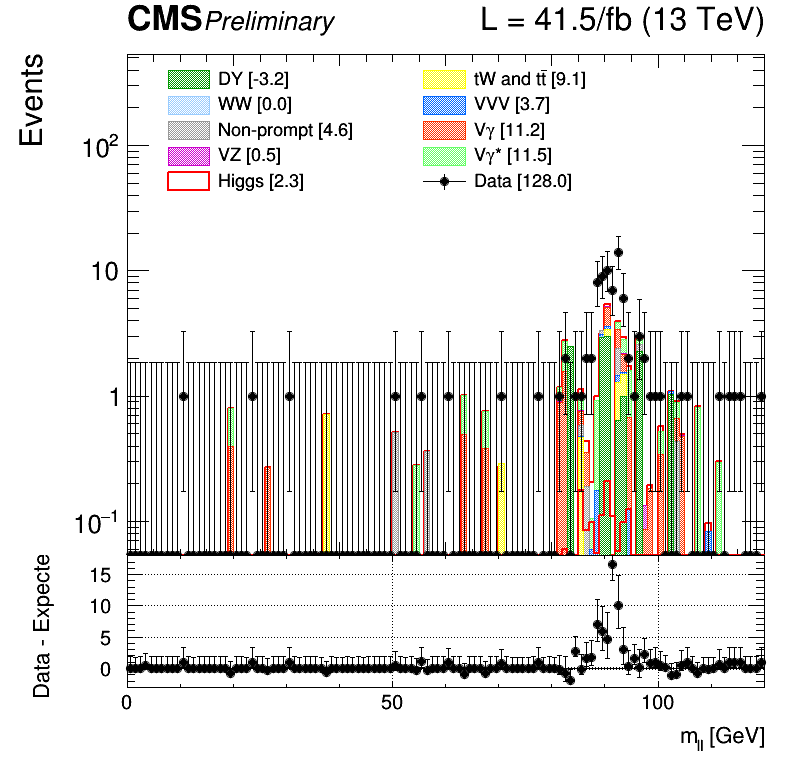 CMS Preliminary L = 41.5/fb (13 TeV)
Events
DY [-3.2] tW and tt̄ [9.1]
WW [0.0] VVV [3.7]
Non-prompt [4.6] Vγ [11.2]
VZ [0.5] Vγ* [11.5]
Higgs [2.3] Data [128.0]
10²
10
1
10⁻¹
Data - Expecte
15
10
5
0
0 50 100
m_ll [GeV]